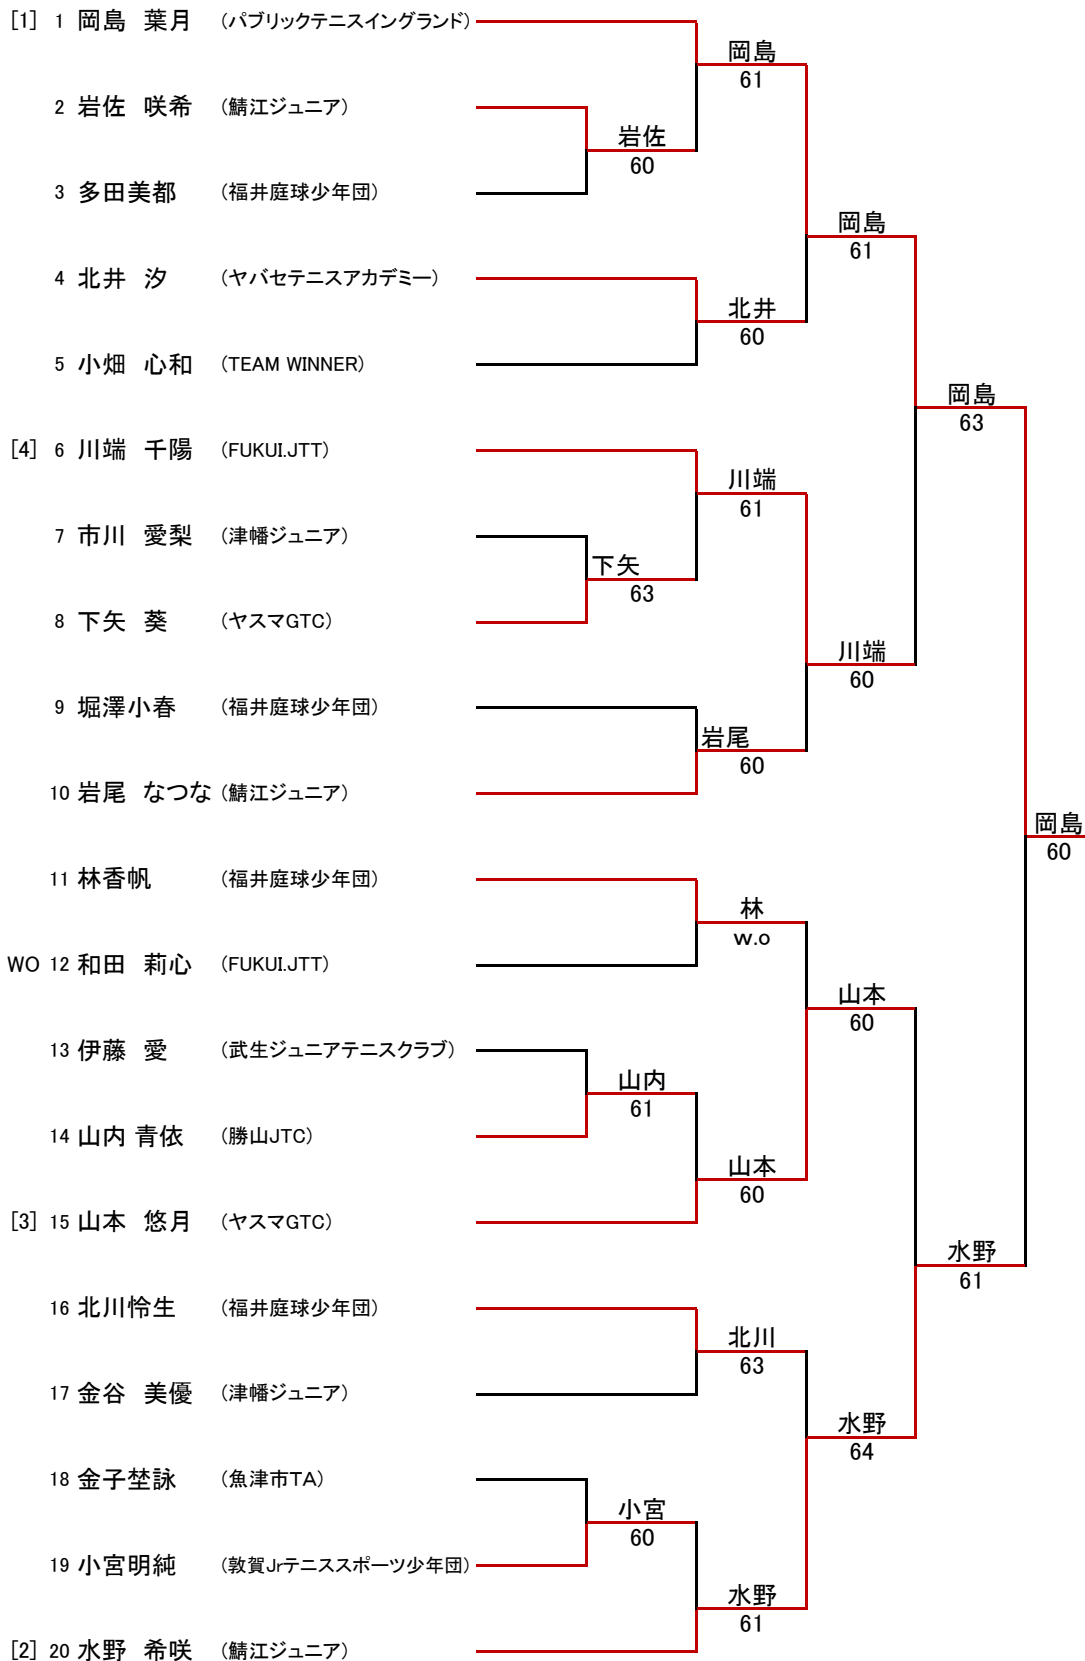 [1] 1 岡島 葉月 (パブリックテニスイングランド)
岡島
61
2 岩佐 咲希 (鯖江ジュニア)
岩佐
60
3 多田美都 (福井庭球少年団)
岡島
61
4 北井 汐 (ヤバセテニスアカデミー)
北井
60
5 小畑 心和 (TEAM WINNER)
岡島
63
[4] 6 川端 千陽 (FUKUI.JTT)
川端
61
7 市川 愛梨 (津幡ジュニア)
下矢
63
8 下矢 葵 (ヤスマGTC)
川端
60
9 堀澤小春 (福井庭球少年団)
岩尾
60
10 岩尾 なつな (鯖江ジュニア)
岡島
60
11 林香帆 (福井庭球少年団)
林
w.o
WO 12 和田 莉心 (FUKUI.JTT)
山本
60
13 伊藤 愛 (武生ジュニアテニスクラブ)
山内
61
14 山内 青依 (勝山JTC)
山本
60
[3] 15 山本 悠月 (ヤスマGTC)
水野
61
16 北川怜生 (福井庭球少年団)
北川
63
17 金谷 美優 (津幡ジュニア)
水野
64
18 金子埜詠 (魚津市TA)
小宮
60
19 小宮明純 (敦賀Jrテニススポーツ少年団)
水野
61
[2] 20 水野 希咲 (鯖江ジュニア)